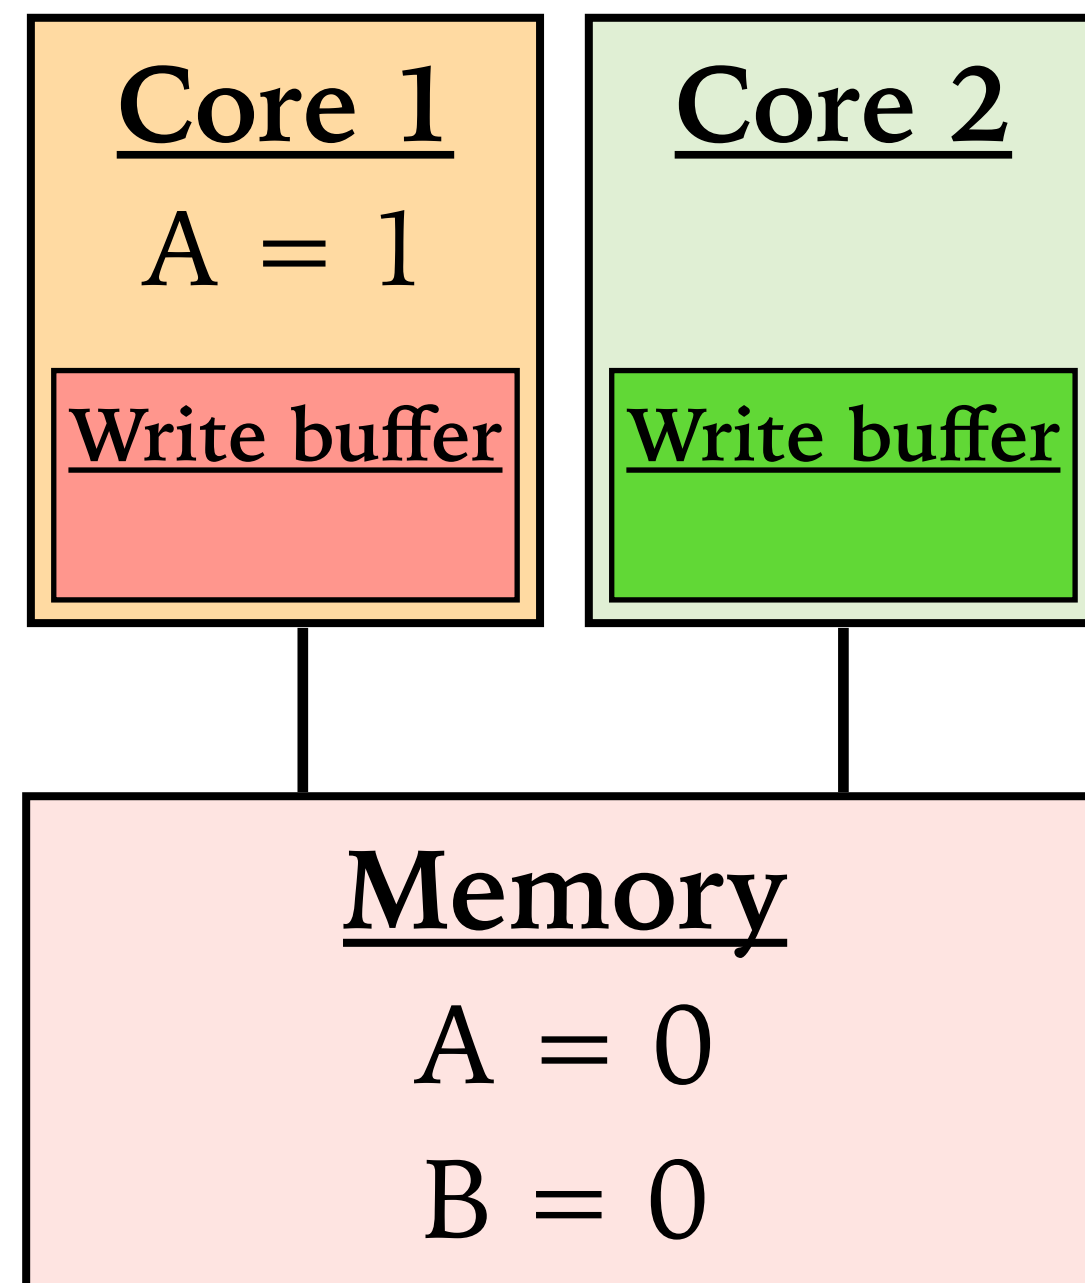 Core 1
A = 1
Write buffer
Core 2
Write buffer
Memory
A = 0
B = 0